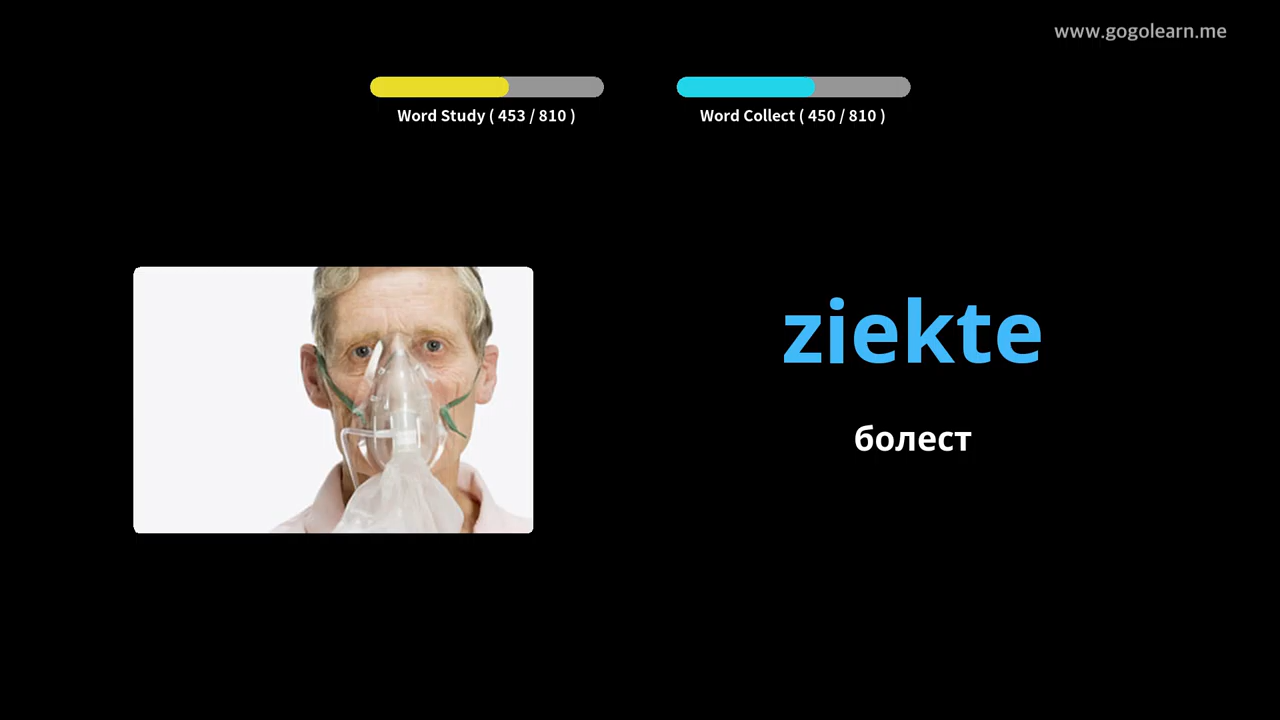 www.gogolearn.me
Word Study ( 453 / 810 )
Word Collect ( 450 / 810 )
ziekte
болест